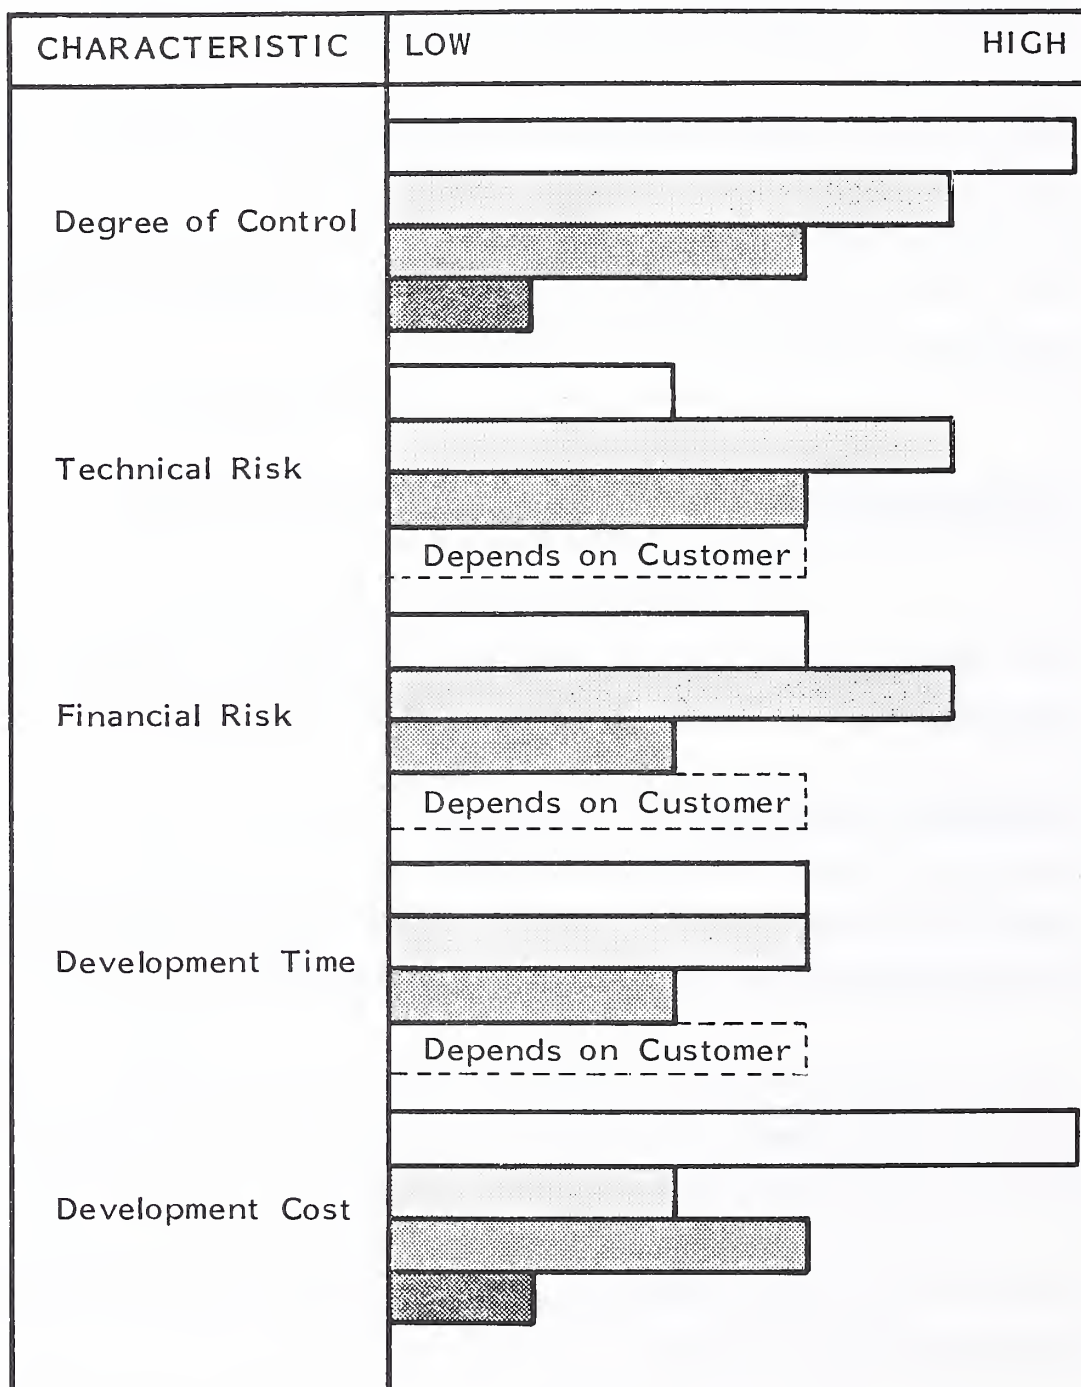 CHARACTERISTIC LOW HIGH
Degree of Control
Technical Risk
Depends on Customer
Financial Risk
Depends on Customer
Development Time
Depends on Customer
Development Cost